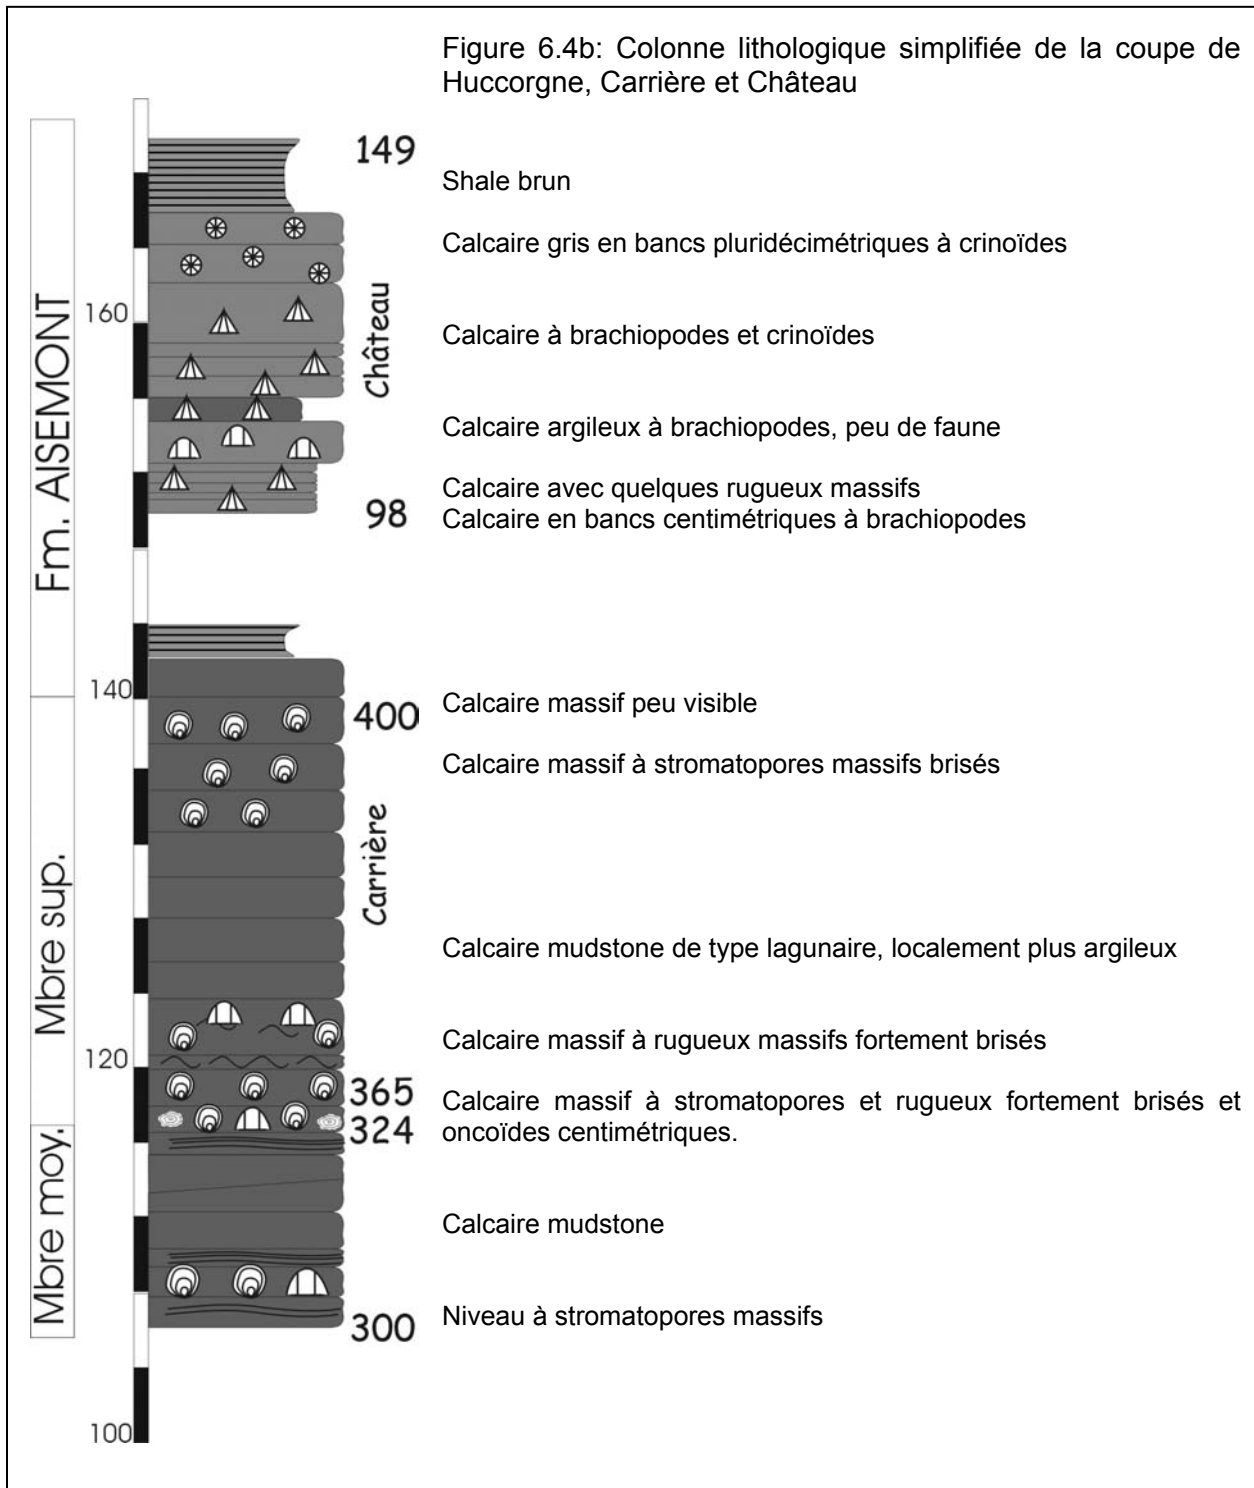 Figure 6.4b: Colonne lithologique simplifiée de la coupe de
Huccorgne, Carrière et Château
149
Shale brun
Calcaire gris en bancs pluridécimétriques à crinoïdes
160
Château
Calcaire à brachiopodes et crinoïdes
Fm. AISEMONT
Calcaire argileux à brachiopodes, peu de faune
Calcaire avec quelques rugueux massifs
98
Calcaire en bancs centimétriques à brachiopodes
140
400
Calcaire massif peu visible
Calcaire massif à stromatopores massifs brisés
Carrière
Mbre sup.
Calcaire mudstone de type lagunaire, localement plus argileux
Calcaire massif à rugueux massifs fortement brisés
120
365
Calcaire massif à stromatopores et rugueux fortement brisés et
324
oncoïdes centimétriques.
Mbre moy.
Calcaire mudstone
300
Niveau à stromatopores massifs
100